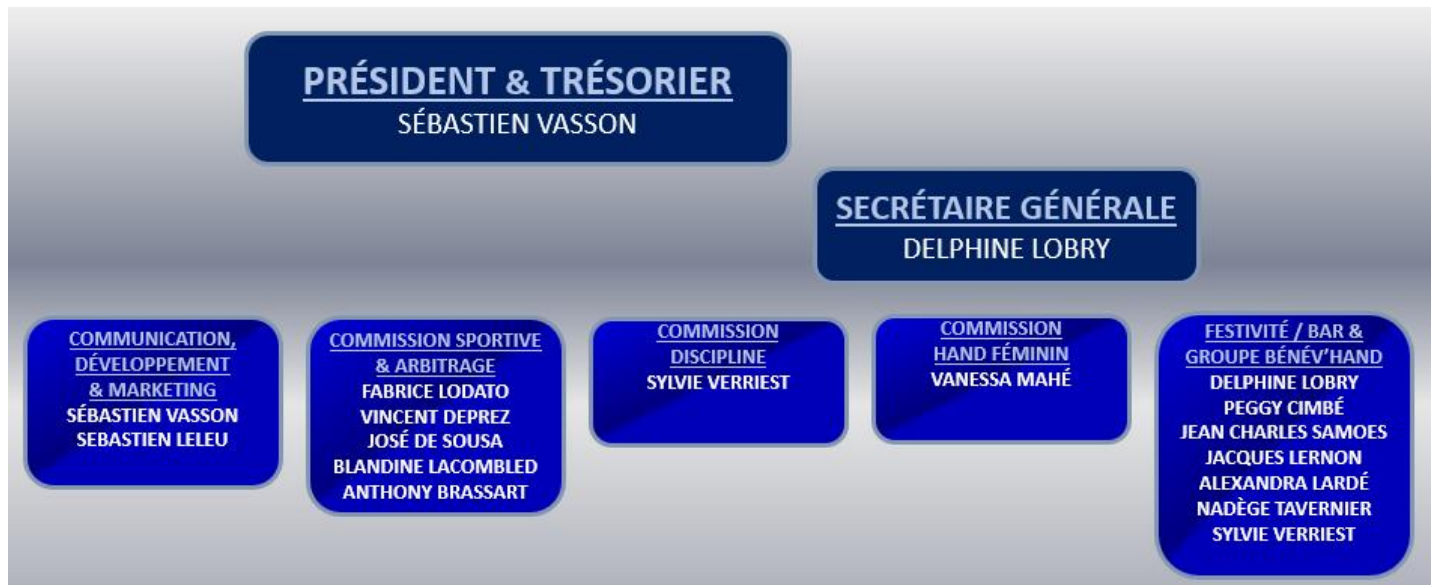 PRÉSIDENT & TRÉSORIER
SÉBASTIEN VASSON
SECRÉTAIRE GÉNÉRALE
DELPHINE LOBRY
COMMUNICATION,
DÉVELOPPEMENT
& MARKETING
SÉBASTIEN VASSON
SEBASTIEN LELEU
COMMISSION SPORTIVE
& ARBITRAGE
FABRICE LODATO
VINCENT DEPREZ
JOSÉ DE SOUSA
BLANDINE LACOMBLED
ANTHONY BRASSART
COMMISSION
DISCIPLINE
SYLVIE VERRIEST
COMMISSION
HAND FÉMININ
VANESSA MAHÉ
FESTIVITÉ / BAR &
GROUPE BÉNÉV’HAND
DELPHINE LOBRY
PEGGY CIMBÉ
JEAN CHARLES SAMOES
JACQUES LERNON
ALEXANDRA LARDÉ
NADÈGE TAVERNIER
SYLVIE VERRIEST